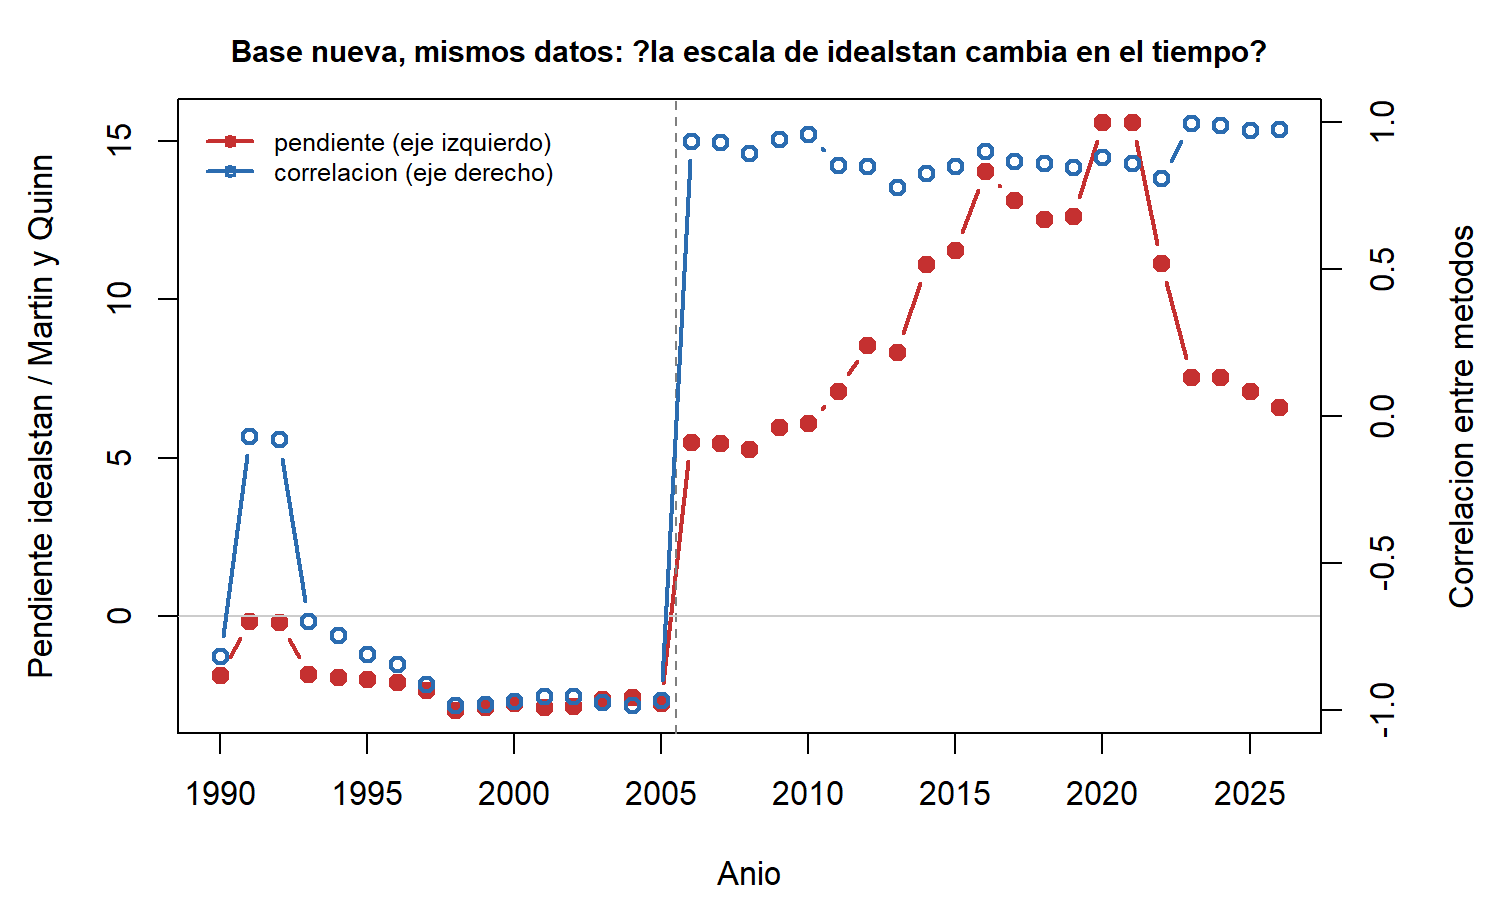 Base nueva, mismos datos: ?la escala de idealstan cambia en el tiempo?
pendiente (eje izquierdo)
correlacion (eje derecho)
Pendiente idealstan / Martin y Quinn
15
10
5
0
Correlacion entre metodos
1.0
0.5
0.0
-0.5
-1.0
1990 1995 2000 2005 2010 2015 2020 2025
Anio